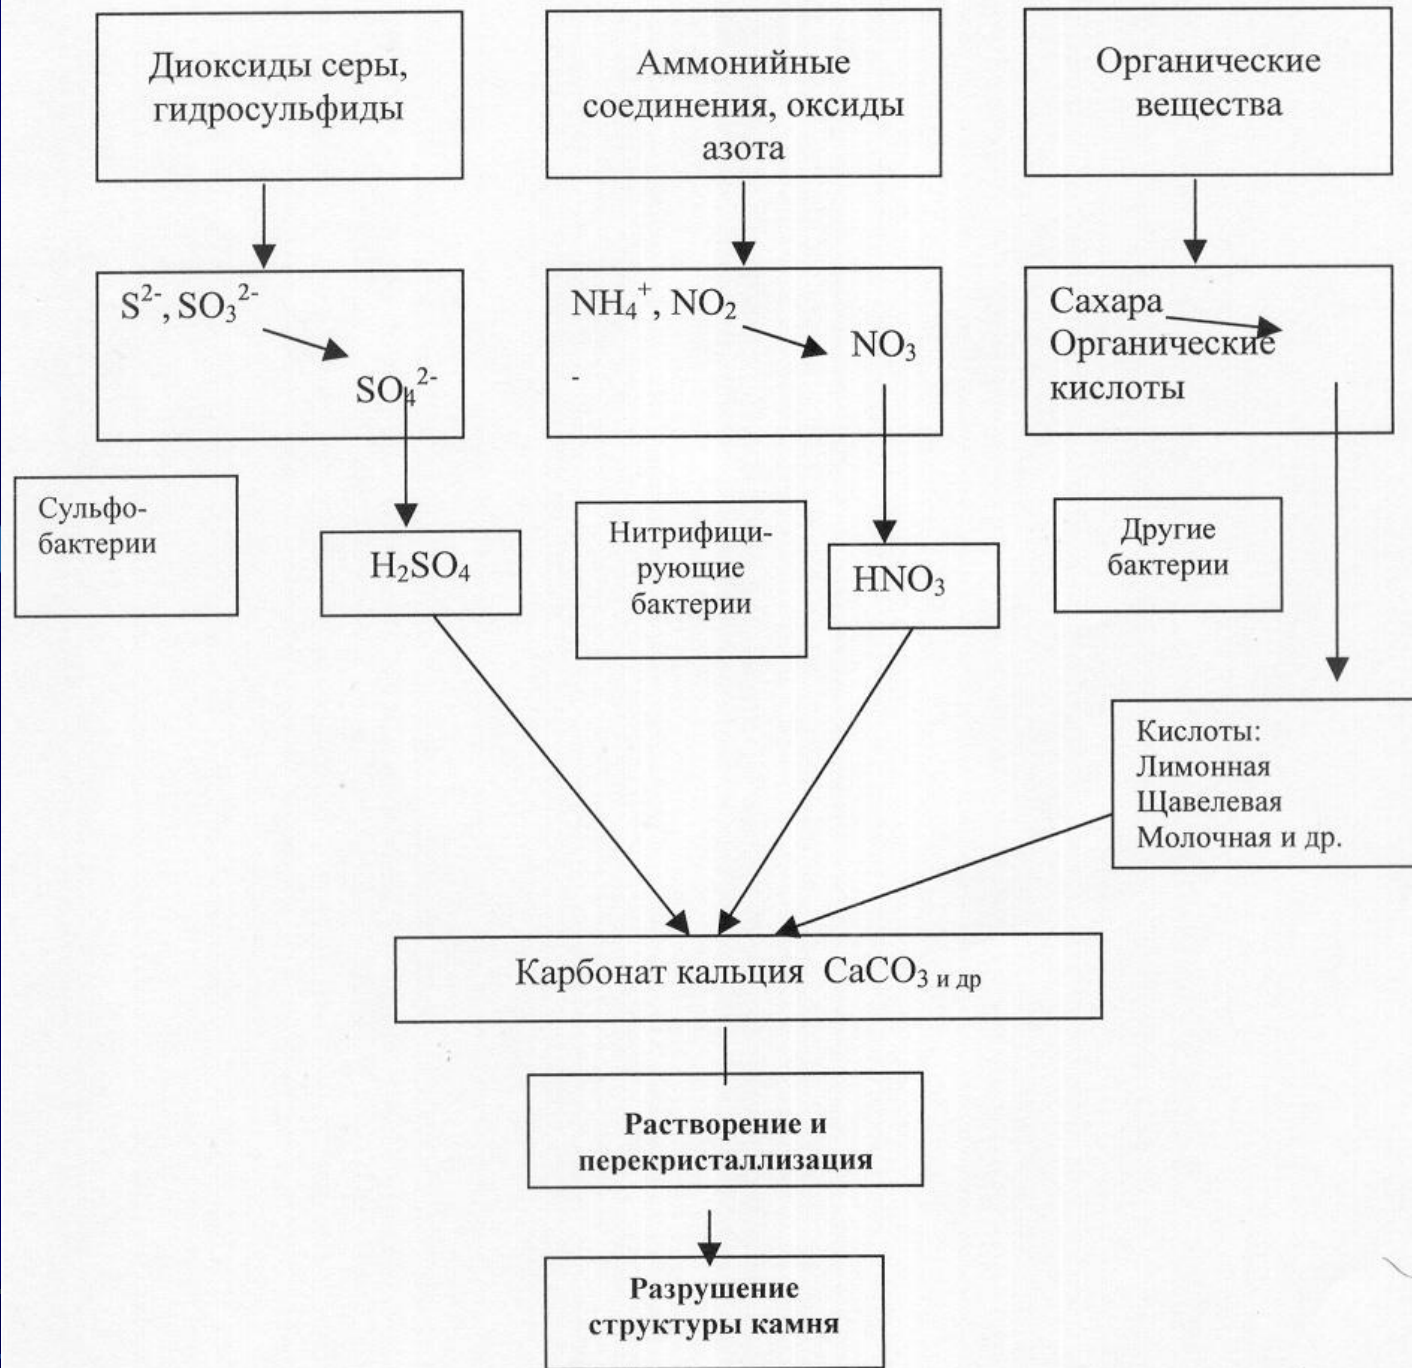 Диоксиды серы,
гидросульфиды
Аммонийные
соединения, оксиды
азота
Органические
вещества
S²⁻, SO₃²⁻
SO₄²⁻
NH₄⁺, NO₂
NO₃
-
Сахара
Органические
кислоты
Сульфо-
бактерии
H₂SO₄
Нитрифици-
рующие
бактерии
HNO₃
Другие
бактерии
Кислоты:
Лимонная
Щавелевая
Молочная и др.
Карбонат кальция CaCO₃ и др
Растворение и
перекристаллизация
Разрушение
структуры камня